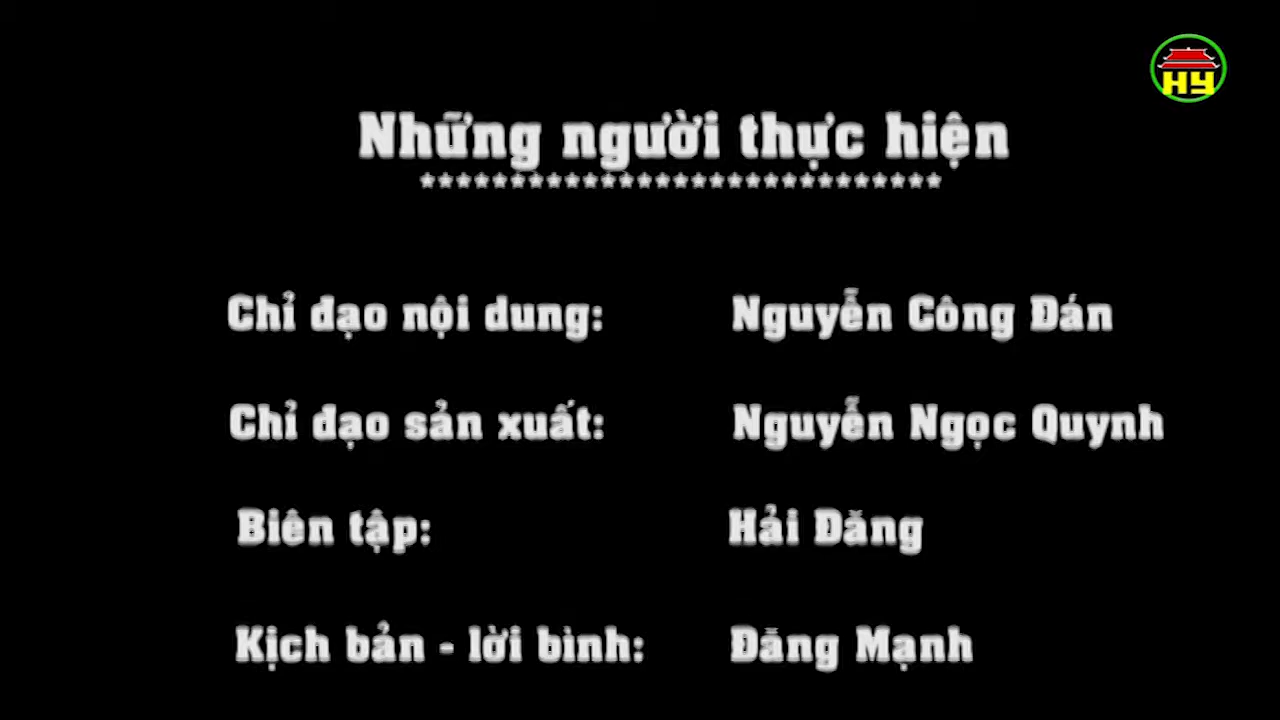 HY
Những người thực hiện
*****************************
Chỉ đạo nội dung: Nguyễn Công Đán
Chỉ đạo sản xuất: Nguyễn Ngọc Quynh
Biên tập: Hải Đăng
Kịch bản - lời bình: Đăng Mạnh